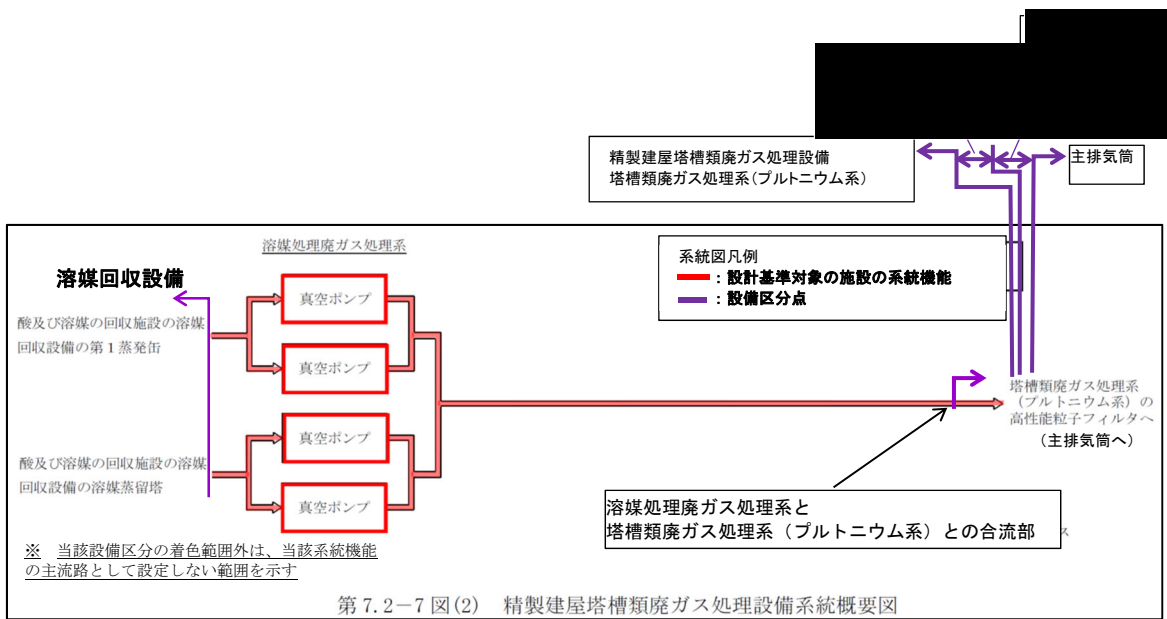 精製建屋塔槽類廃ガス処理設備
塔槽類廃ガス処理系(プルトニウム系)
主排気筒
溶媒処理廃ガス処理系
系統図凡例
:設計基準対象の施設の系統機能
:設備区分点
溶媒回収設備
真空ポンプ
酸及び溶媒の回収施設の溶媒
回収設備の第1蒸発缶
真空ポンプ
塔槽類廃ガス処理系
(プルトニウム系)の
高性能粒子フィルタへ
(主排気筒へ)
真空ポンプ
酸及び溶媒の回収施設の溶媒
回収設備の溶媒蒸留塔
真空ポンプ
溶媒処理廃ガス処理系と
塔槽類廃ガス処理系(プルトニウム系)との合流部
ス
※ 当該設備区分の着色範囲外は、当該系統機能
の主流路として設定しない範囲を示す
第7.2-7図(2) 精製建屋塔槽類廃ガス処理設備系統概要図